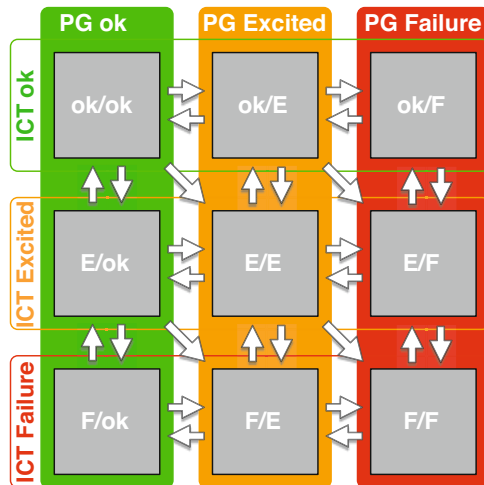 PG ok
PG Excited
PG Failure
ICT ok
ok/ok
ok/E
ok/F
ICT Excited
E/ok
E/E
E/F
ICT Failure
F/ok
F/E
F/F